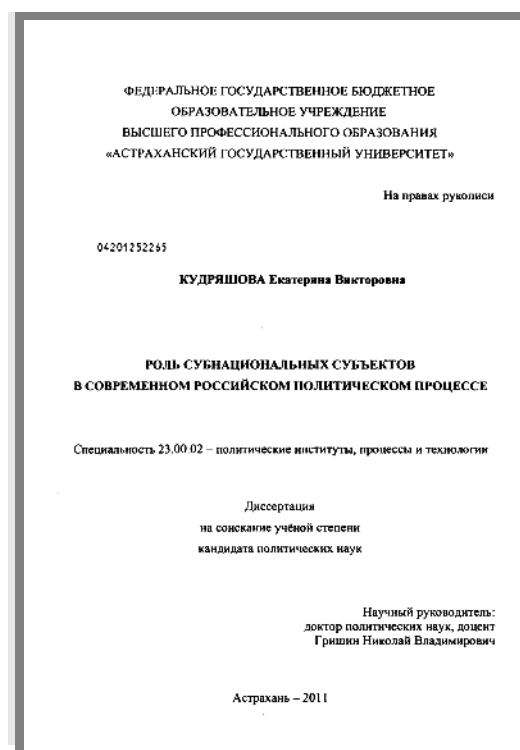 ФЕДЕРАЛЬНОЕ ГОСУДАРСТВЕННОЕ БЮДЖЕТНОЕ
ОБРАЗОВАТЕЛЬНОЕ УЧРЕЖДЕНИЕ
ВЫСШЕГО ПРОФЕССИОНАЛЬНОГО ОБРАЗОВАНИЯ
«АСТРАХАНСКИЙ ГОСУДАРСТВЕННЫЙ УНИВЕРСИТЕТ»
На правах рукописи
04201252265
КУДРЯШОВА Екатерина Викторовна
РОЛЬ СУБНАЦИОНАЛЬНЫХ СУБЪЕКТОВ
В СОВРЕМЕННОМ РОССИЙСКОМ ПОЛИТИЧЕСКОМ ПРОЦЕССЕ
Специальность 23.00.02 – политические институты, процессы и технологии
Диссертация
на соискание учёной степени
кандидата политических наук
Научный руководитель:
доктор политических наук, доцент
Гришин Николай Владимирович
Астрахань – 2011